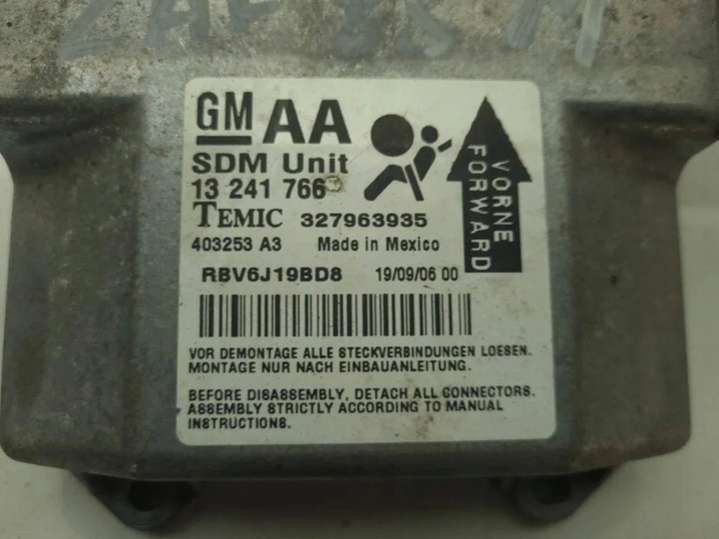 GM AA
SDM Unit
13 241 766
TEMIC 327963935
403253 A3 Made in Mexico
RBV6J19BD8 19/09/06 00
VORNE
FORWARD
VOR DEMONTAGE ALLE STECKVERBINDUNGEN LOESEN.
MONTAGE NUR NACH EINBAUANLEITUNG.
BEFORE DISASSEMBLY, DETACH ALL CONNECTORS.
ASSEMBLY STRICTLY ACCORDING TO MANUAL
INSTRUCTIONS.